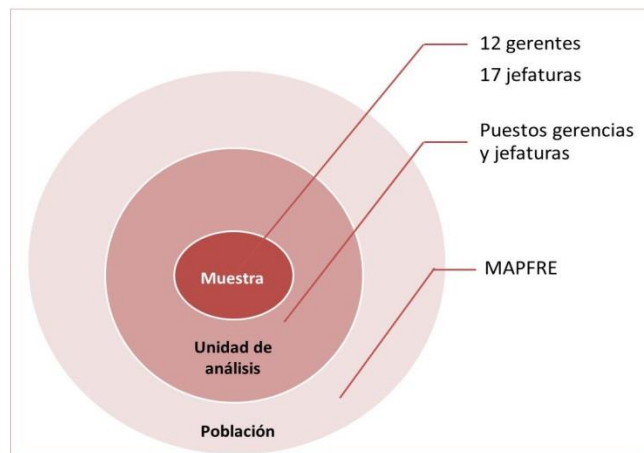 12 gerentes
17 jefaturas
Puestos gerencias
y jefaturas
MAPFRE
Muestra
Unidad de
análisis
Población